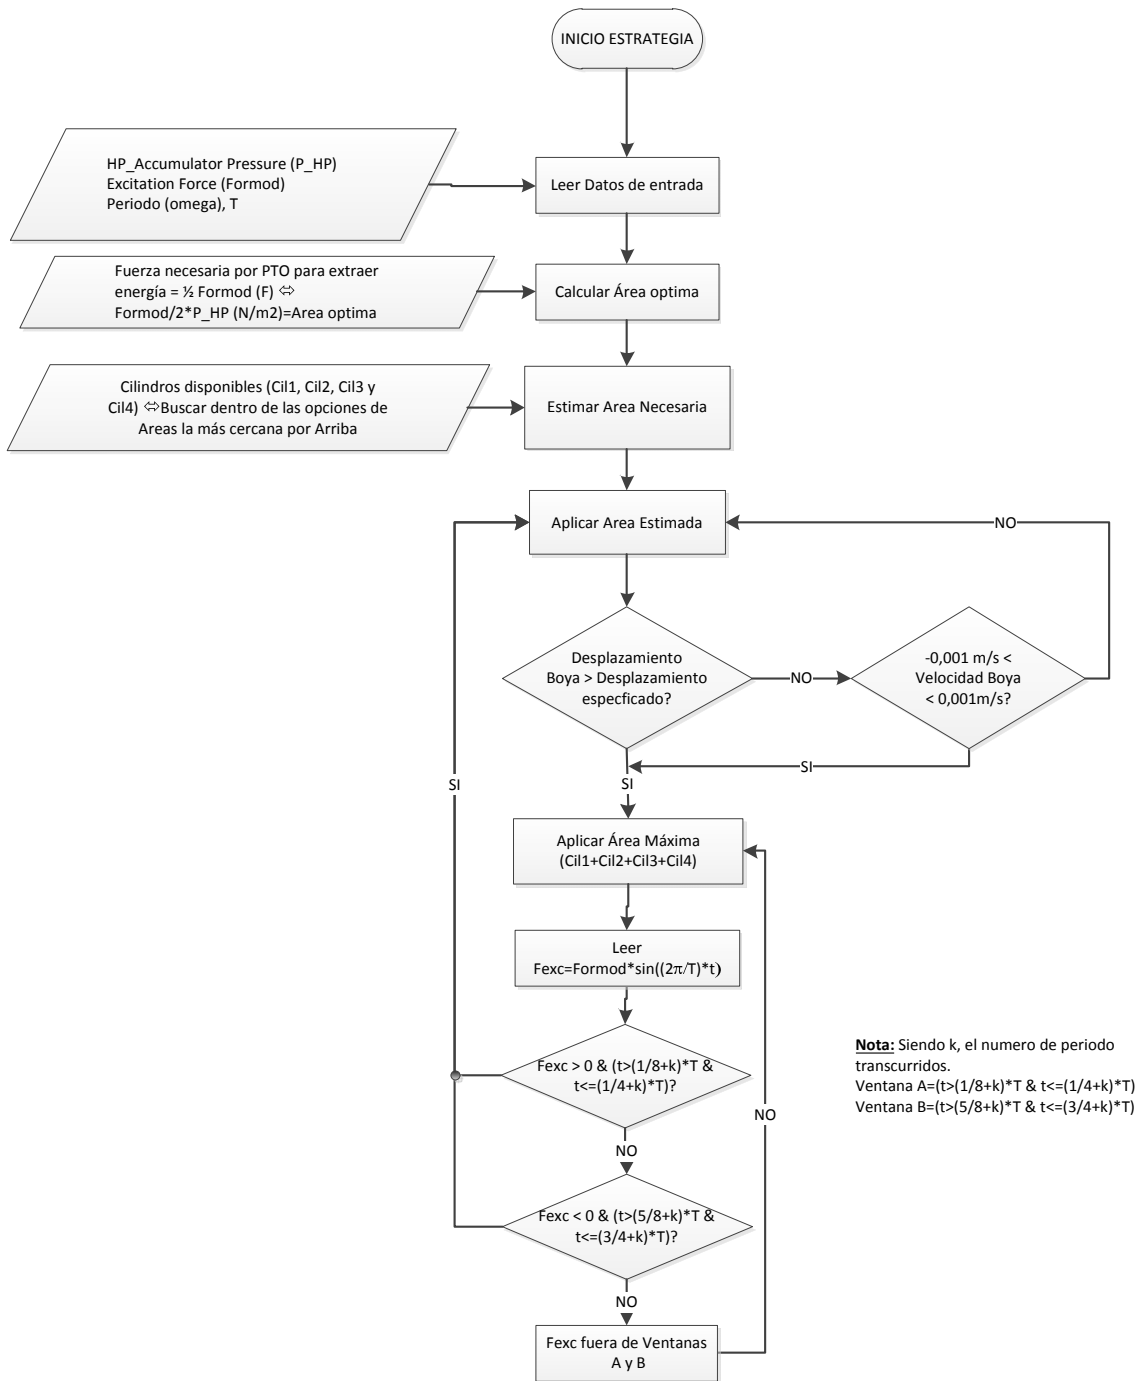 INICIO ESTRATEGIA
HP_Accumulator Pressure (P_HP)
Excitation Force (Formod)
Periodo (omega), T
Leer Datos de entrada
Fuerza necesaria por PTO para extraer
energía = ½ Formod (F) ⇔
Formod/2*P_HP (N/m2)=Area optima
Calcular Área optima
Cilindros disponibles (Cil1, Cil2, Cil3 y
Cil4) ⇔Buscar dentro de las opciones de
Areas la más cercana por Arriba
Estimar Area Necesaria
Aplicar Area Estimada
NO
Desplazamiento
Boya > Desplazamiento
especficado?
NO
-0,001 m/s <
Velocidad Boya
< 0,001m/s?
SI
SI
SI
Aplicar Área Máxima
(Cil1+Cil2+Cil3+Cil4)
Leer
Fexc=Formod*sin((2π/T)*t)
Fexc > 0 & (t>(1/8+k)*T &
t<=(1/4+k)*T)?
Nota: Siendo k, el numero de periodo
transcurridos.
Ventana A=(t>(1/8+k)*T & t<=(1/4+k)*T)
Ventana B=(t>(5/8+k)*T & t<=(3/4+k)*T)
NO
NO
Fexc < 0 & (t>(5/8+k)*T &
t<=(3/4+k)*T)?
NO
Fexc fuera de Ventanas
A y B